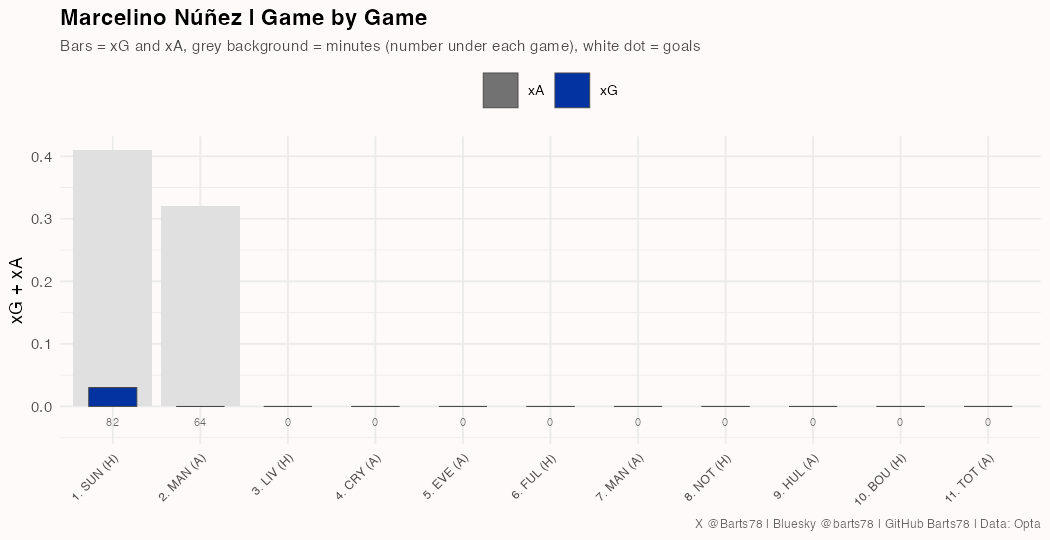 Marcelino Núñez | Game by Game
Bars = xG and xA, grey background = minutes (number under each game), white dot = goals
xA xG
xG + xA
0.4
0.3
0.2
0.1
0.0
82 64 0 0 0 0 0 0 0 0 0
1. SUN (H) 2. MAN (A) 3. LIV (H) 4. CRY (A) 5. EVE (A) 6. FUL (H) 7. MAN (A) 8. NOT (H) 9. HUL (A) 10. BOU (H) 11. TOT (A)
X @Barts78 | Bluesky @barts78 | GitHub Barts78 | Data: Opta